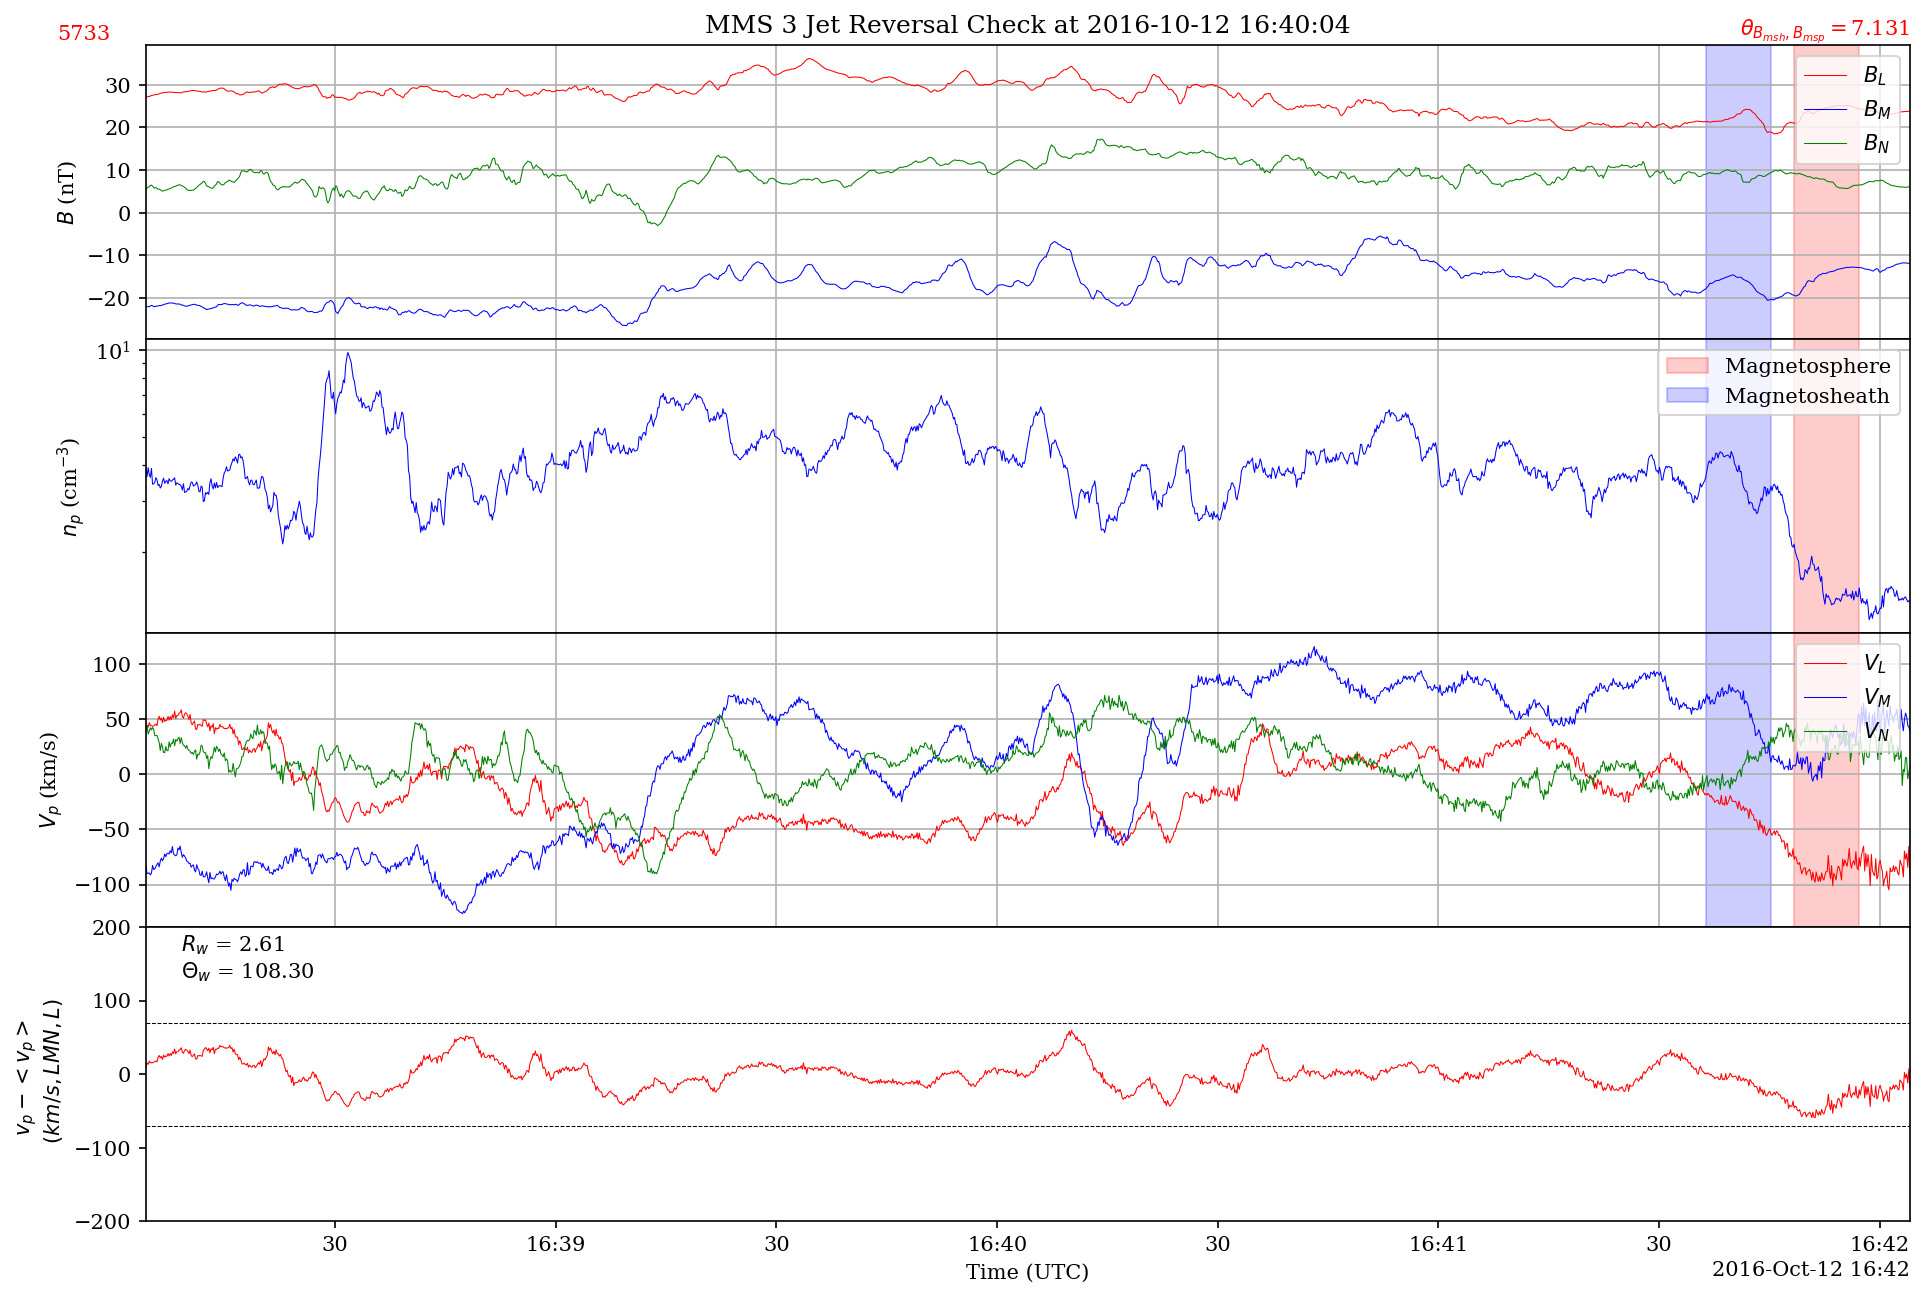 5733
MMS 3 Jet Reversal Check at 2016-10-12 16:40:04
θ_{B_{msh}, B_{msp}} = 7.131
30
20
10
0
−10
−20
B (nT)
B_L
B_M
B_N
10^1
n_p (cm^{−3})
Magnetosphere
Magnetosheath
100
50
0
−50
−100
V_p (km/s)
V_L
V_M
V_N
200
100
0
−100
−200
v_p − < v_p >
(km/s, LMN, L)
R_w = 2.61
Θ_w = 108.30
30
16:39
30
16:40
30
16:41
30
16:42
Time (UTC)
2016-Oct-12 16:42